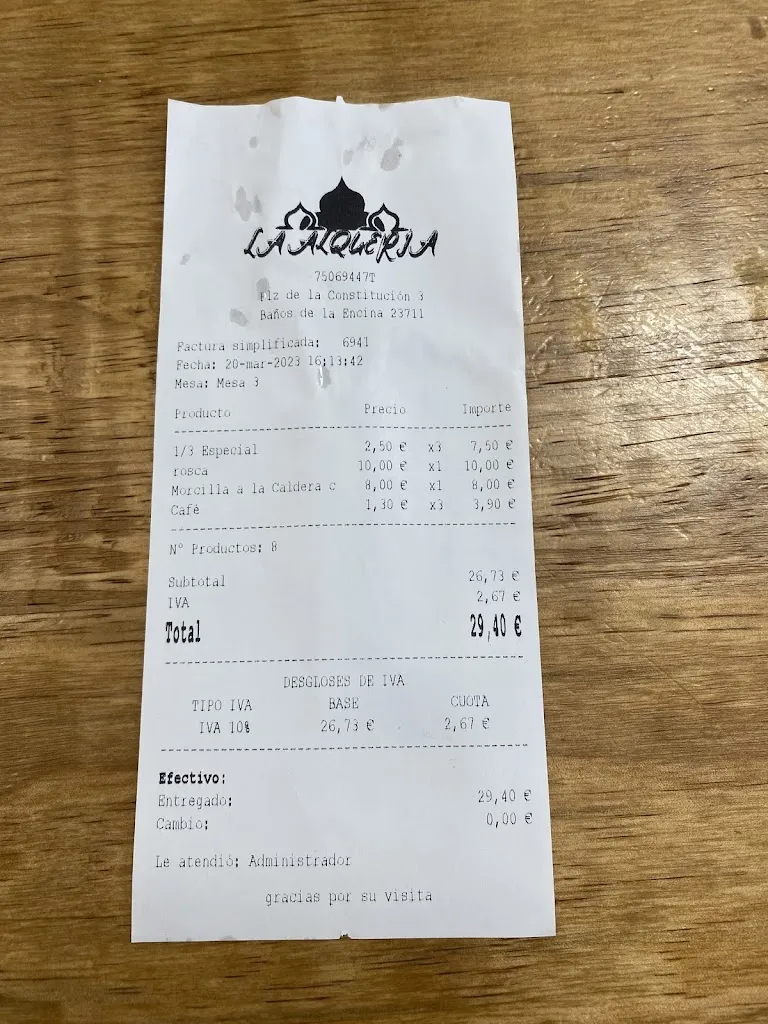 LA ALQUERIA
75069447T
Plz de la Constitución 3
Baños de la Encina 23711
Factura simplificada: 6941
Fecha: 20-mar-2023 16:13:42
Mesa: Mesa 3
Producto Precio Importe
1/3 Especial 2,50 € x3 7,50 €
rosca 10,00 € x1 10,00 €
Morcilla a la Caldera c 8,00 € x1 8,00 €
Cafè 1,30 € x3 3,90 €
Nº Productos: 8
Subtotal 26,73 €
IVA 2,67 €
Total 29,40 €
DESGLOSES DE IVA
TIPO IVA BASE CUOTA
IVA 10% 26,73 € 2,67 €
Efectivo:
Entregado: 29,40 €
Cambio: 0,00 €
Le atendió: Administrador
gracias por su visita